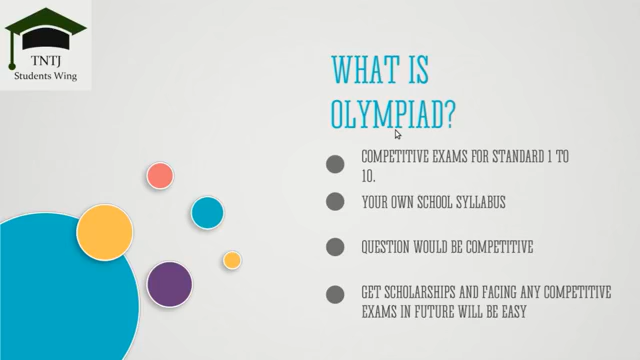 TNTJ
Students Wing
WHAT IS
OLYMPIAD?
COMPETITIVE EXAMS FOR STANDARD 1 TO
10.
YOUR OWN SCHOOL SYLLABUS
QUESTION WOULD BE COMPETITIVE
GET SCHOLARSHIPS AND FACING ANY COMPETITIVE
EXAMS IN FUTURE WILL BE EASY